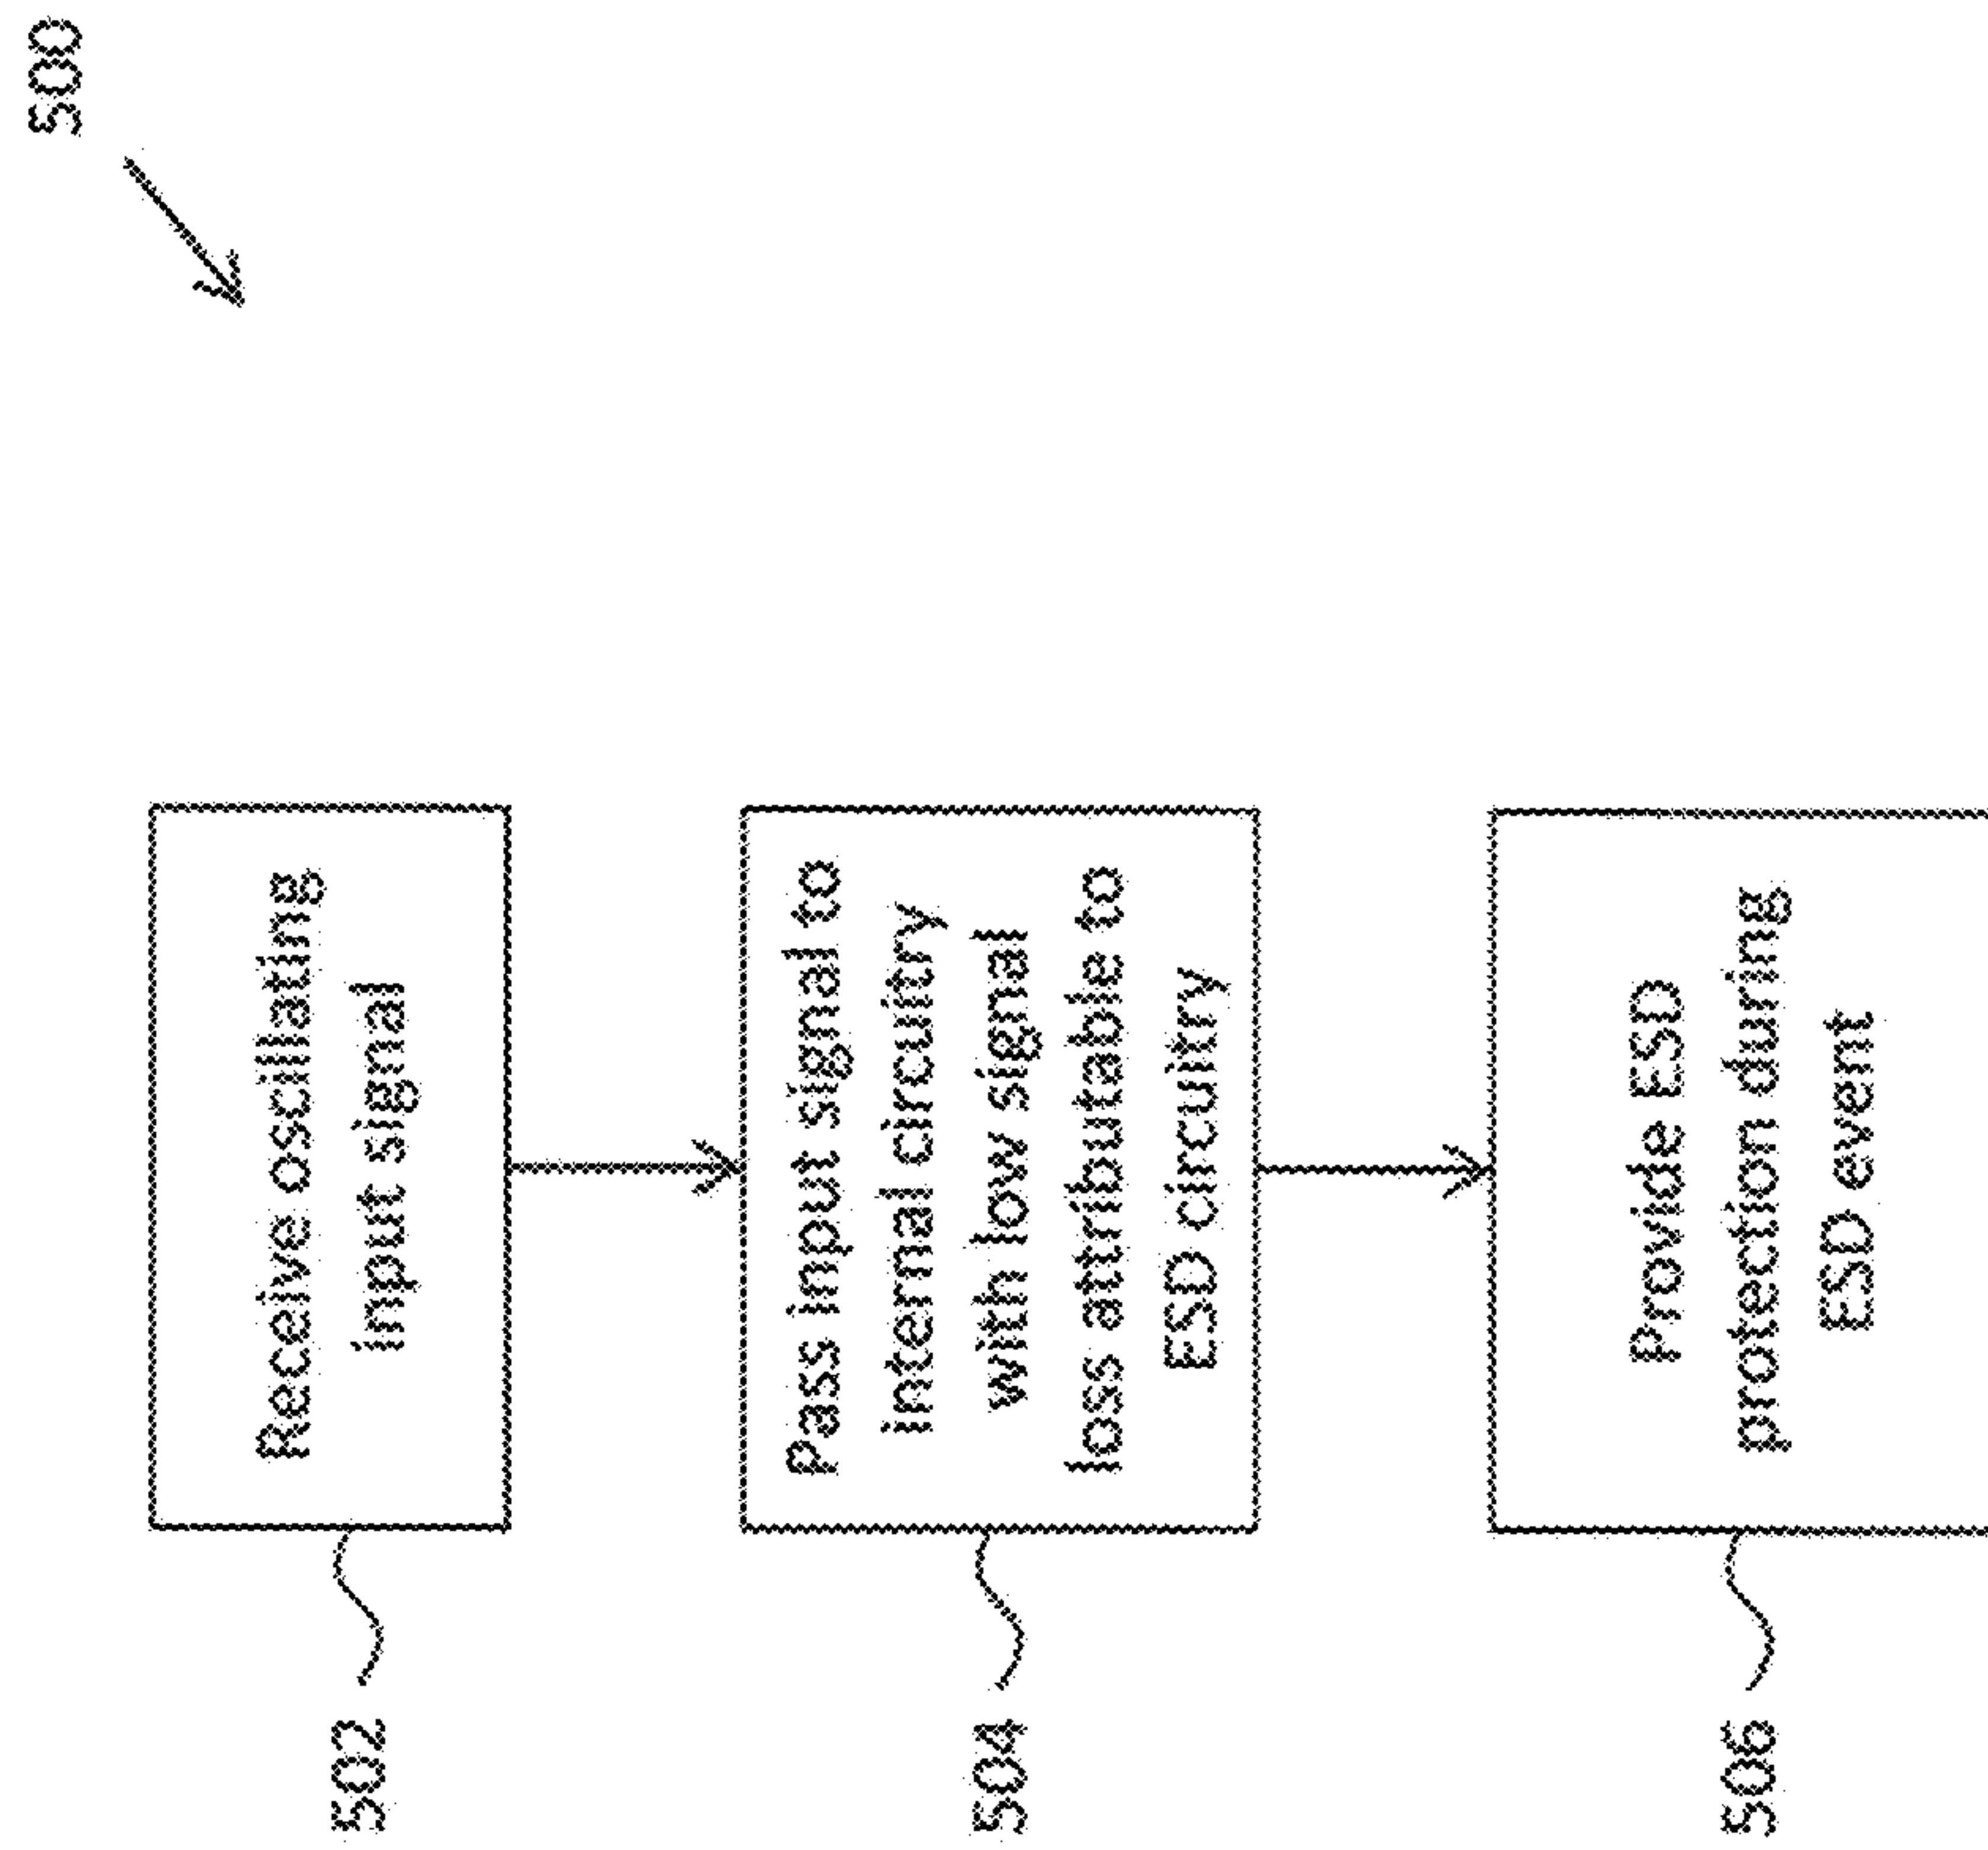 500
502
Receive oscillating
input signal
504
Pass input signal to
internal circuitry
with low signal
loss attributable to
ESD circuitry
506
Provide ESD
protection during
ESD event